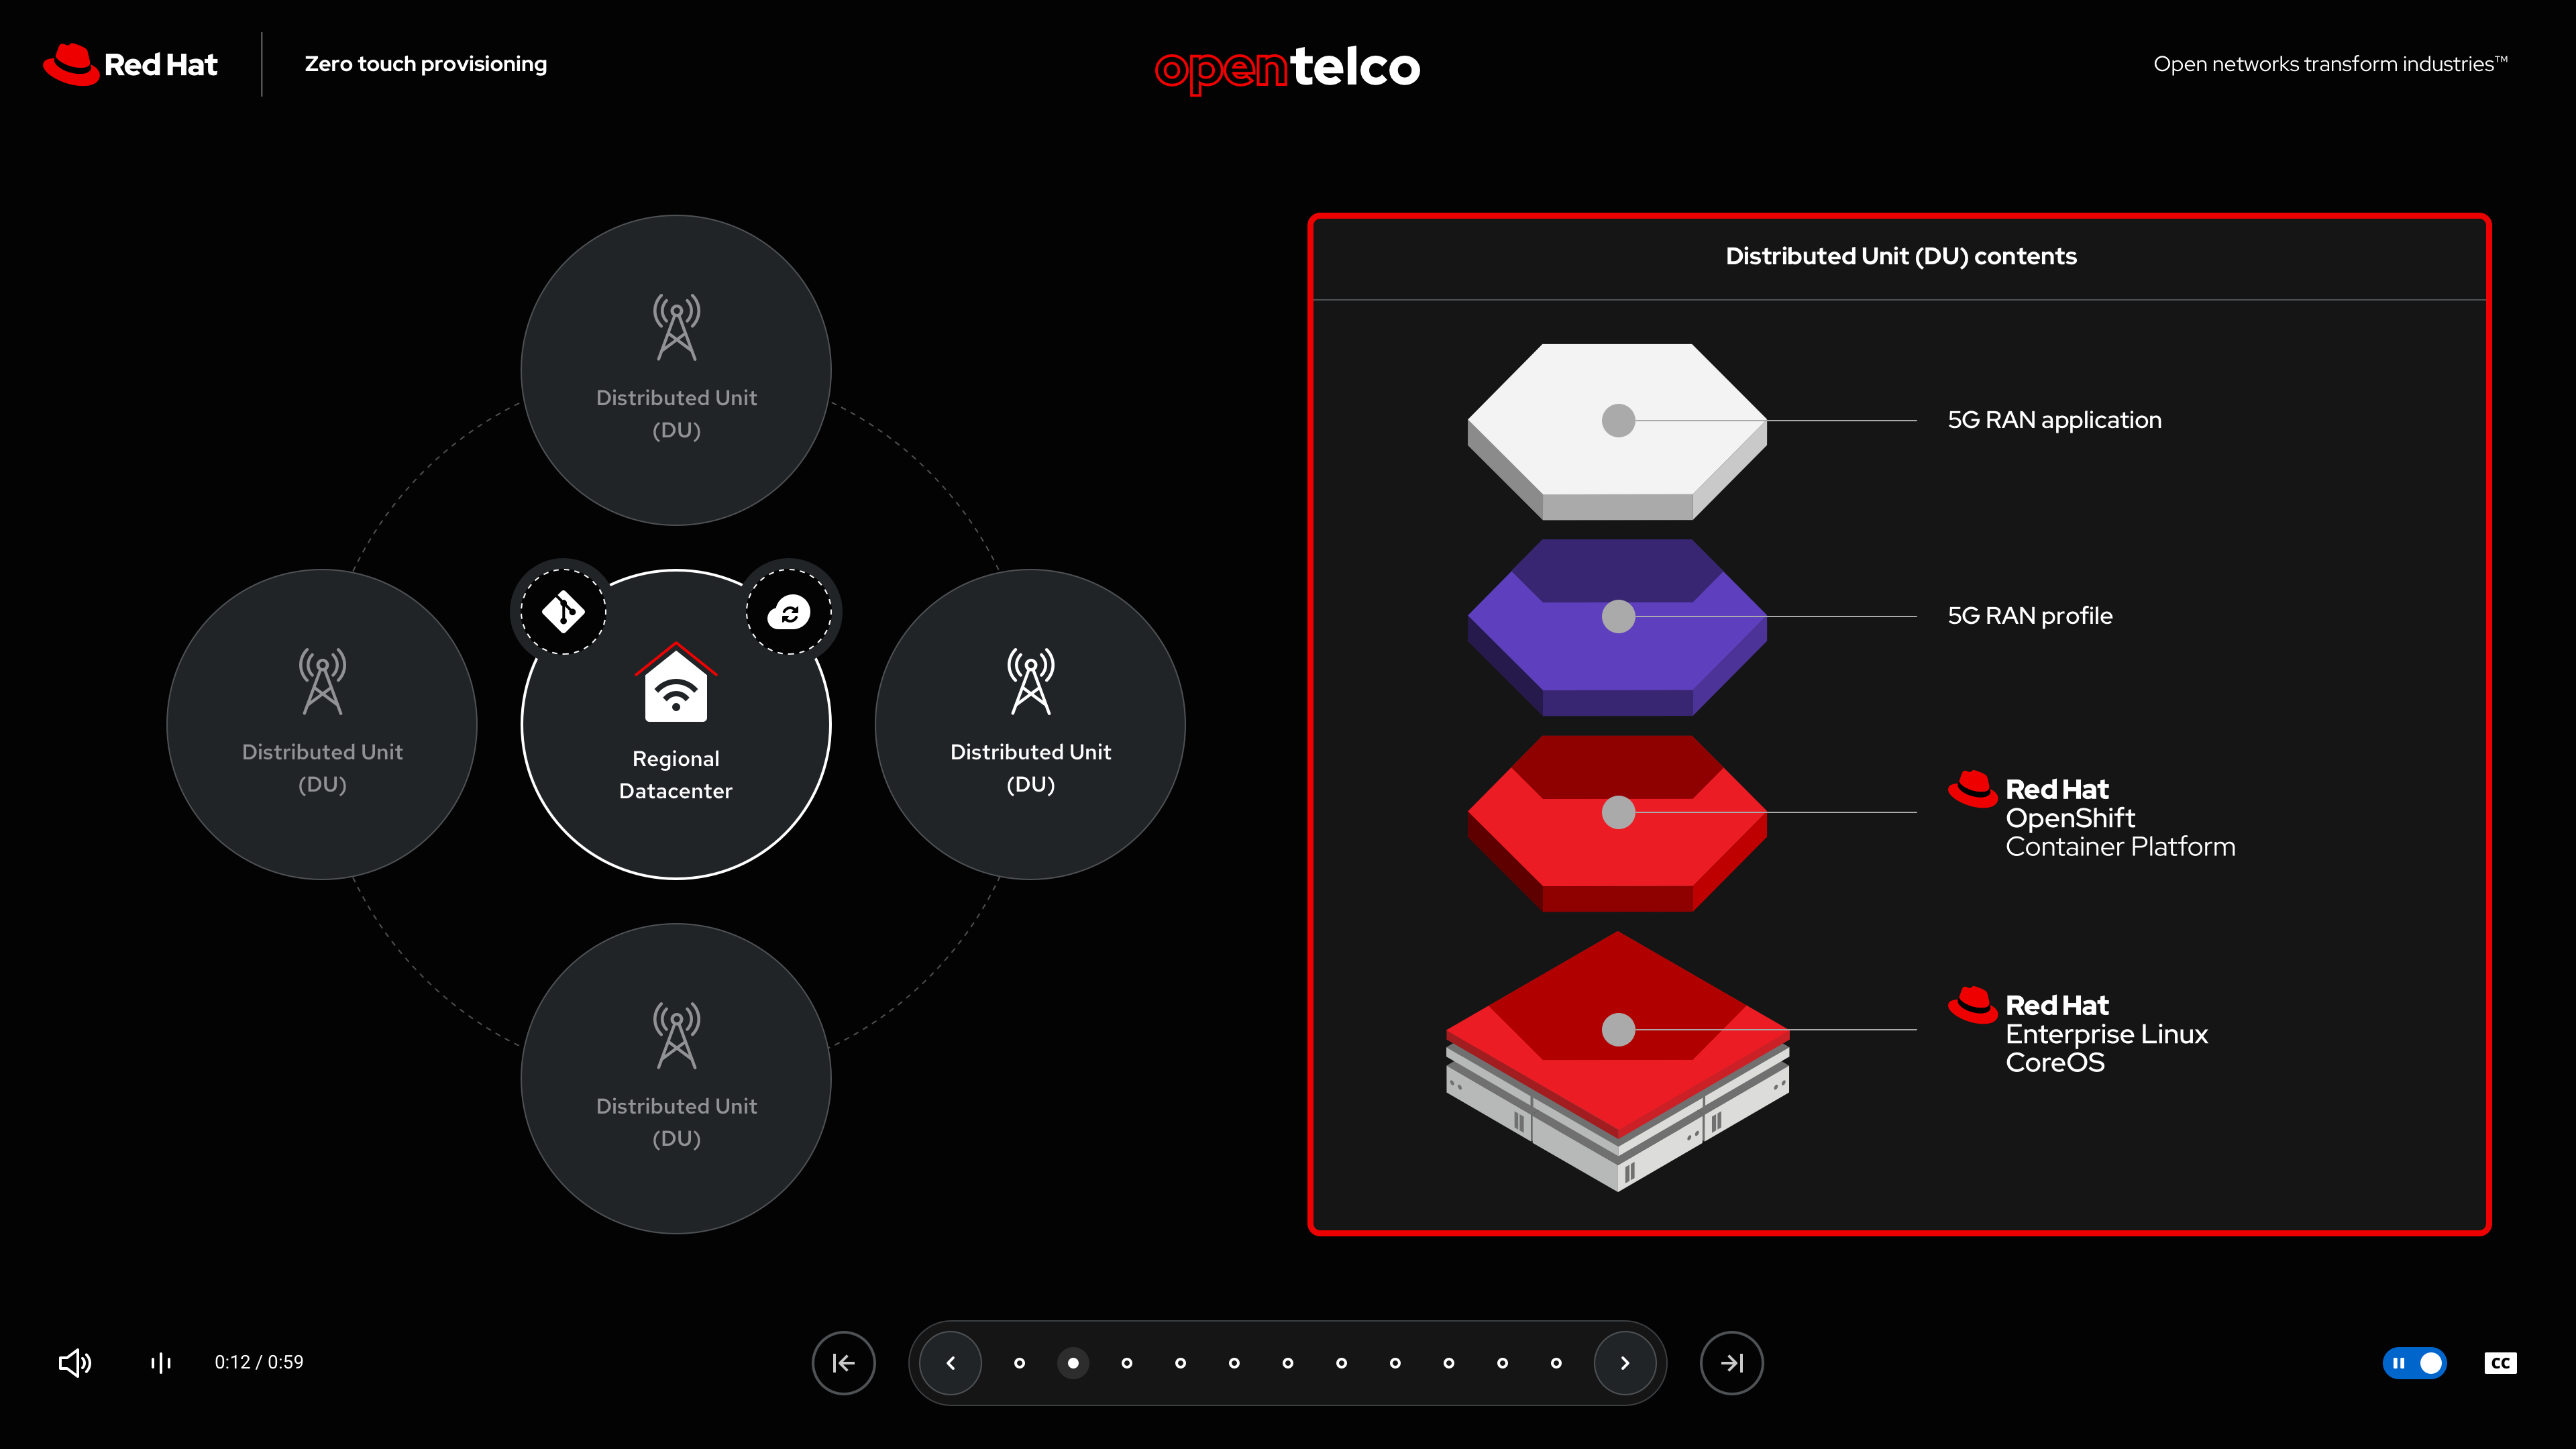 Red Hat
Zero touch provisioning
opentelco
Open networks transform industries™
Distributed Unit
(DU)
Distributed Unit
(DU)
Regional
Datacenter
Distributed Unit
(DU)
Distributed Unit
(DU)
Distributed Unit (DU) contents
5G RAN application
5G RAN profile
Red Hat
OpenShift
Container Platform
Red Hat
Enterprise Linux
CoreOS
0:12 / 0:59
CC